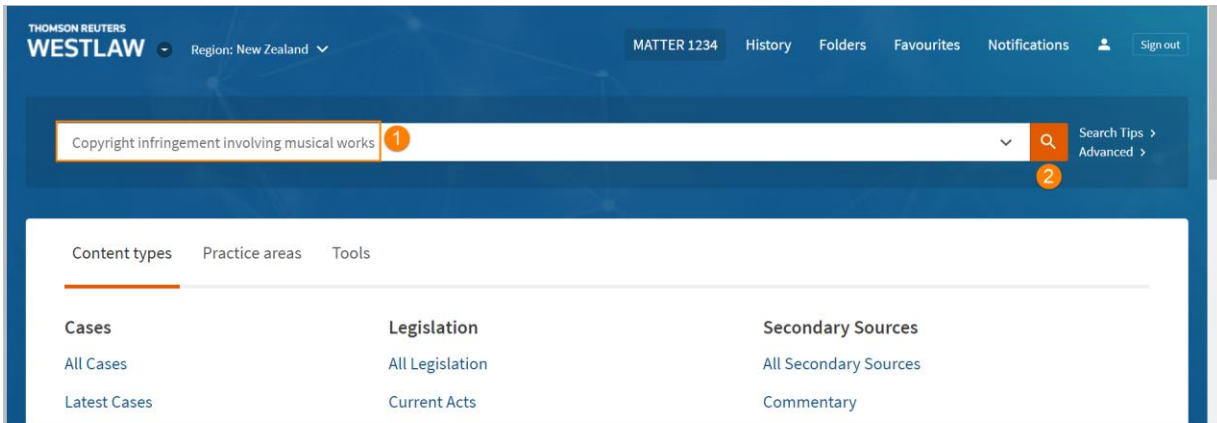 THOMSON REUTERS
WESTLAW Region: New Zealand MATTER 1234 History Folders Favourites Notifications Sign out
Copyright infringement involving musical works 1 Search Tips >
2 Advanced >
Content types Practice areas Tools
Cases Legislation Secondary Sources
All Cases All Legislation All Secondary Sources
Latest Cases Current Acts Commentary